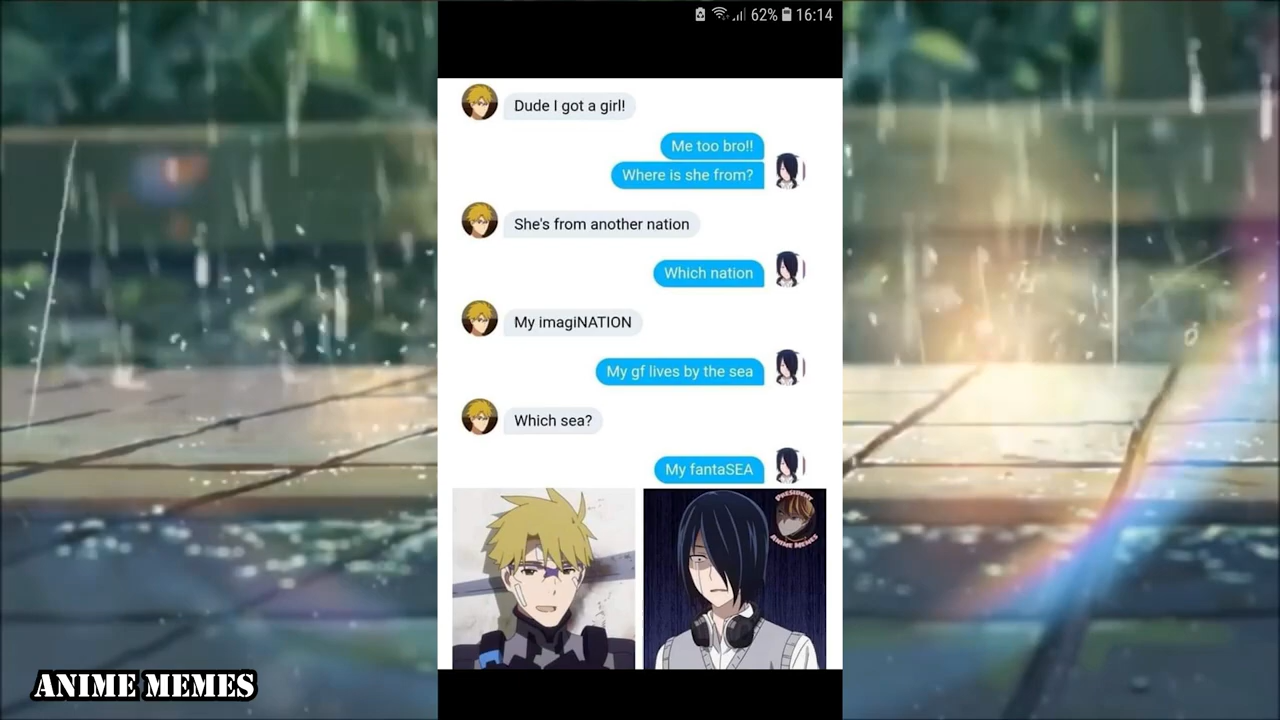 62% 16:14
Dude I got a girl!
Me too bro!!
Where is she from?
She's from another nation
Which nation
My imagiNATION
My gf lives by the sea
Which sea?
My fantaSEA
PRESIDENT
ANIME MEMES
ANIME MEMES